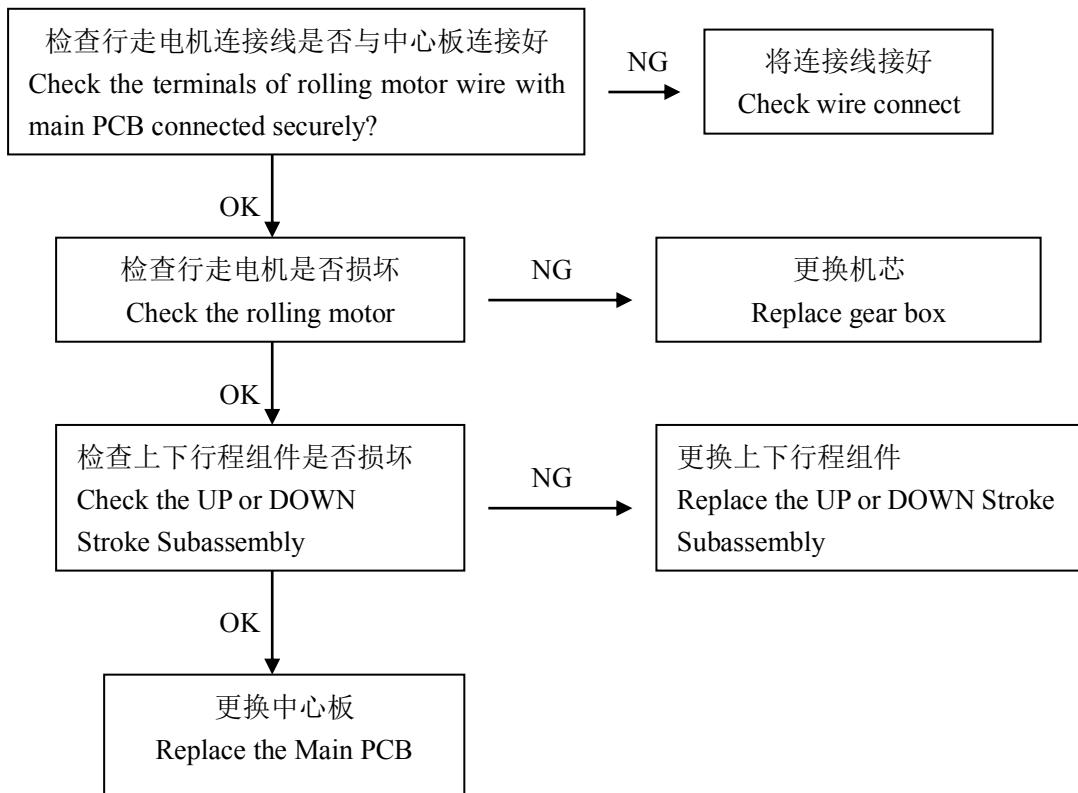 检查行走电机连接线是否与中心板连接好
Check the terminals of rolling motor wire with
main PCB connected securely?
NG
将连接线接好
Check wire connect
OK
检查行走电机是否损坏
Check the rolling motor
NG
更换机芯
Replace gear box
OK
检查上下行程组件是否损坏
Check the UP or DOWN
Stroke Subassembly
NG
更换上下行程组件
Replace the UP or DOWN Stroke
Subassembly
OK
更换中心板
Replace the Main PCB